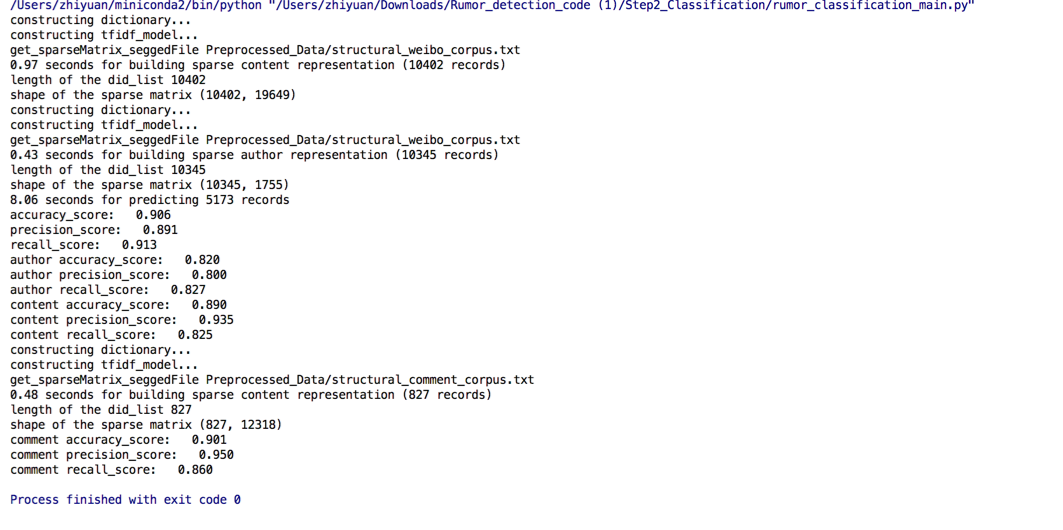 /Users/zhiyuan/miniconda2/bin/python "/Users/zhiyuan/Downloads/Rumor_detection_code (1)/Step2_Classification/rumor_classification_main.py"
constructing dictionary...
constructing tfidf_model...
get_sparseMatrix_seggedFile Preprocessed_Data/structural_weibo_corpus.txt
0.97 seconds for building sparse content representation (10402 records)
length of the did_list 10402
shape of the sparse matrix (10402, 19649)
constructing dictionary...
constructing tfidf_model...
get_sparseMatrix_seggedFile Preprocessed_Data/structural_weibo_corpus.txt
0.43 seconds for building sparse author representation (10345 records)
length of the did_list 10345
shape of the sparse matrix (10345, 1755)
8.06 seconds for predicting 5173 records
accuracy_score:   0.906
precision_score:   0.891
recall_score:   0.913
author accuracy_score:   0.820
author precision_score:   0.800
author recall_score:   0.827
content accuracy_score:   0.890
content precision_score:   0.935
content recall_score:   0.825
constructing dictionary...
constructing tfidf_model...
get_sparseMatrix_seggedFile Preprocessed_Data/structural_comment_corpus.txt
0.48 seconds for building sparse content representation (827 records)
length of the did_list 827
shape of the sparse matrix (827, 12318)
comment accuracy_score:   0.901
comment precision_score:   0.950
comment recall_score:   0.860
Process finished with exit code 0